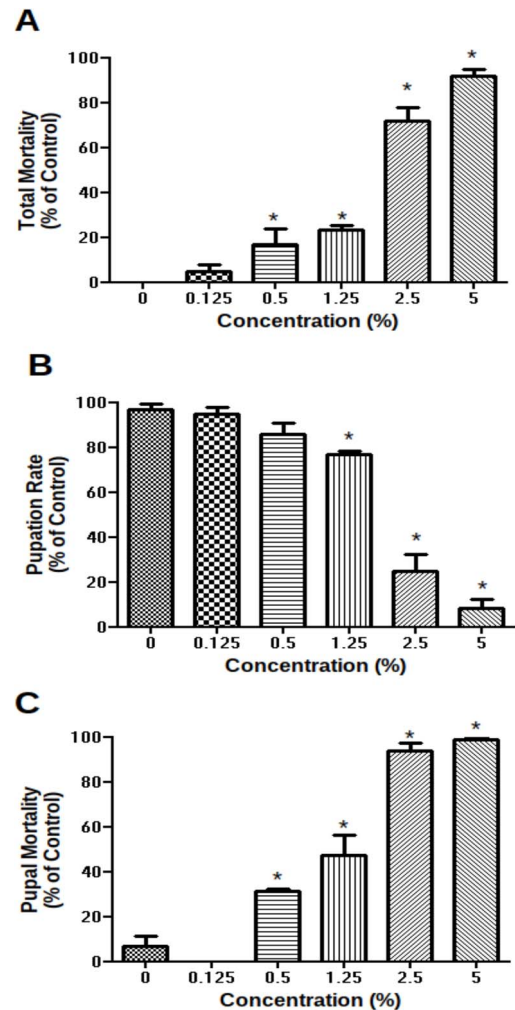 A
Total Mortality
(% of Control)
100
80
60
40
20
0
* * * *
0 0.125 0.5 1.25 2.5 5
Concentration (%)
B
Pupation Rate
(% of Control)
100
80
60
40
20
0
* * *
0 0.125 0.5 1.25 2.5 5
Concentration (%)
C
Pupal Mortality
(% of Control)
100
80
60
40
20
0
* * * *
0 0.125 0.5 1.25 2.5 5
Concentration (%)